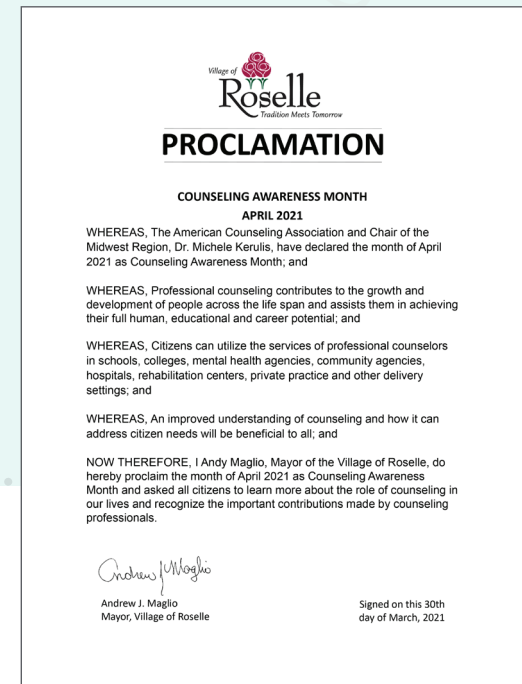 Village of
Roselle
Tradition Meets Tomorrow
PROCLAMATION
COUNSELING AWARENESS MONTH
APRIL 2021
WHEREAS, The American Counseling Association and Chair of the
Midwest Region, Dr. Michele Kerulis, have declared the month of April
2021 as Counseling Awareness Month; and
WHEREAS, Professional counseling contributes to the growth and
development of people across the life span and assists them in achieving
their full human, educational and career potential; and
WHEREAS, Citizens can utilize the services of professional counselors
in schools, colleges, mental health agencies, community agencies,
hospitals, rehabilitation centers, private practice and other delivery
settings; and
WHEREAS, An improved understanding of counseling and how it can
address citizen needs will be beneficial to all; and
NOW THEREFORE, I Andy Maglio, Mayor of the Village of Roselle, do
hereby proclaim the month of April 2021 as Counseling Awareness
Month and asked all citizens to learn more about the role of counseling in
our lives and recognize the important contributions made by counseling
professionals.
Andrew J Maglio
Andrew J. Maglio
Mayor, Village of Roselle
Signed on this 30th
day of March, 2021